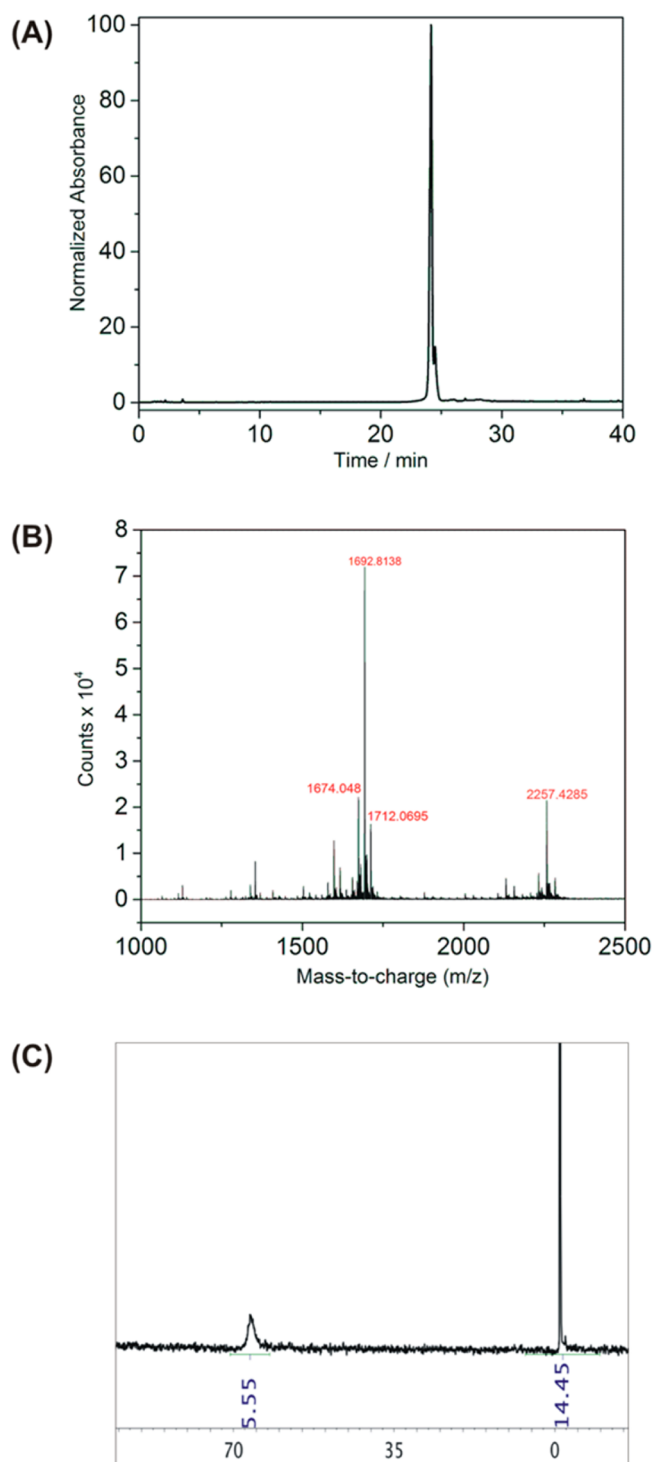 (A)
Normalized Absorbance
100
80
60
40
20
0
0 10 20 30 40
Time / min
(B)
Counts x 10⁴
8
7
6
5
4
3
2
1
0
1692.8138
1674.048
1712.0695
2257.4285
1000 1500 2000 2500
Mass-to-charge (m/z)
(C)
5.55
14.45
70 35 0